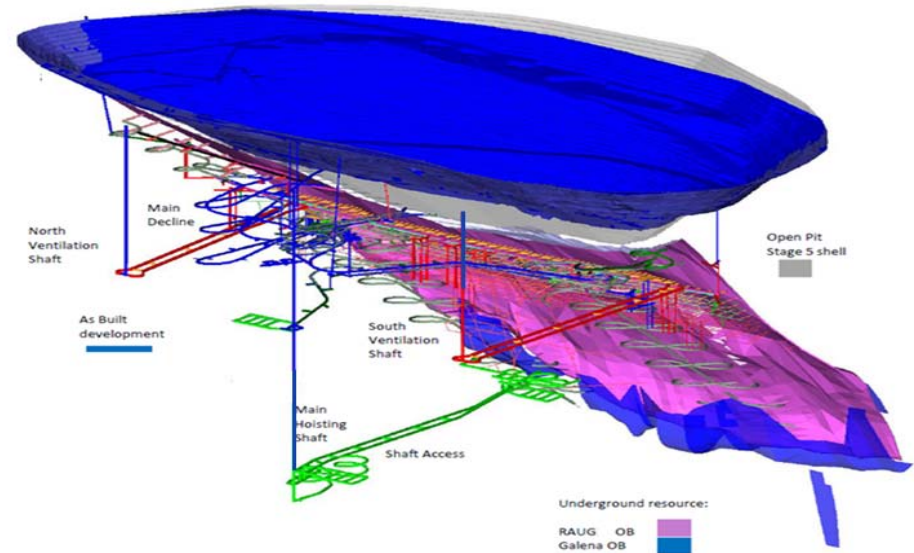 North
Ventilation
Shaft
Main
Decline
As Built
development
South
Ventilation
Shaft
Main
Hoisting
Shaft
Shaft Access
Open Pit
Stage 5 shell
Underground resource:
RAUG OB
Galena OB